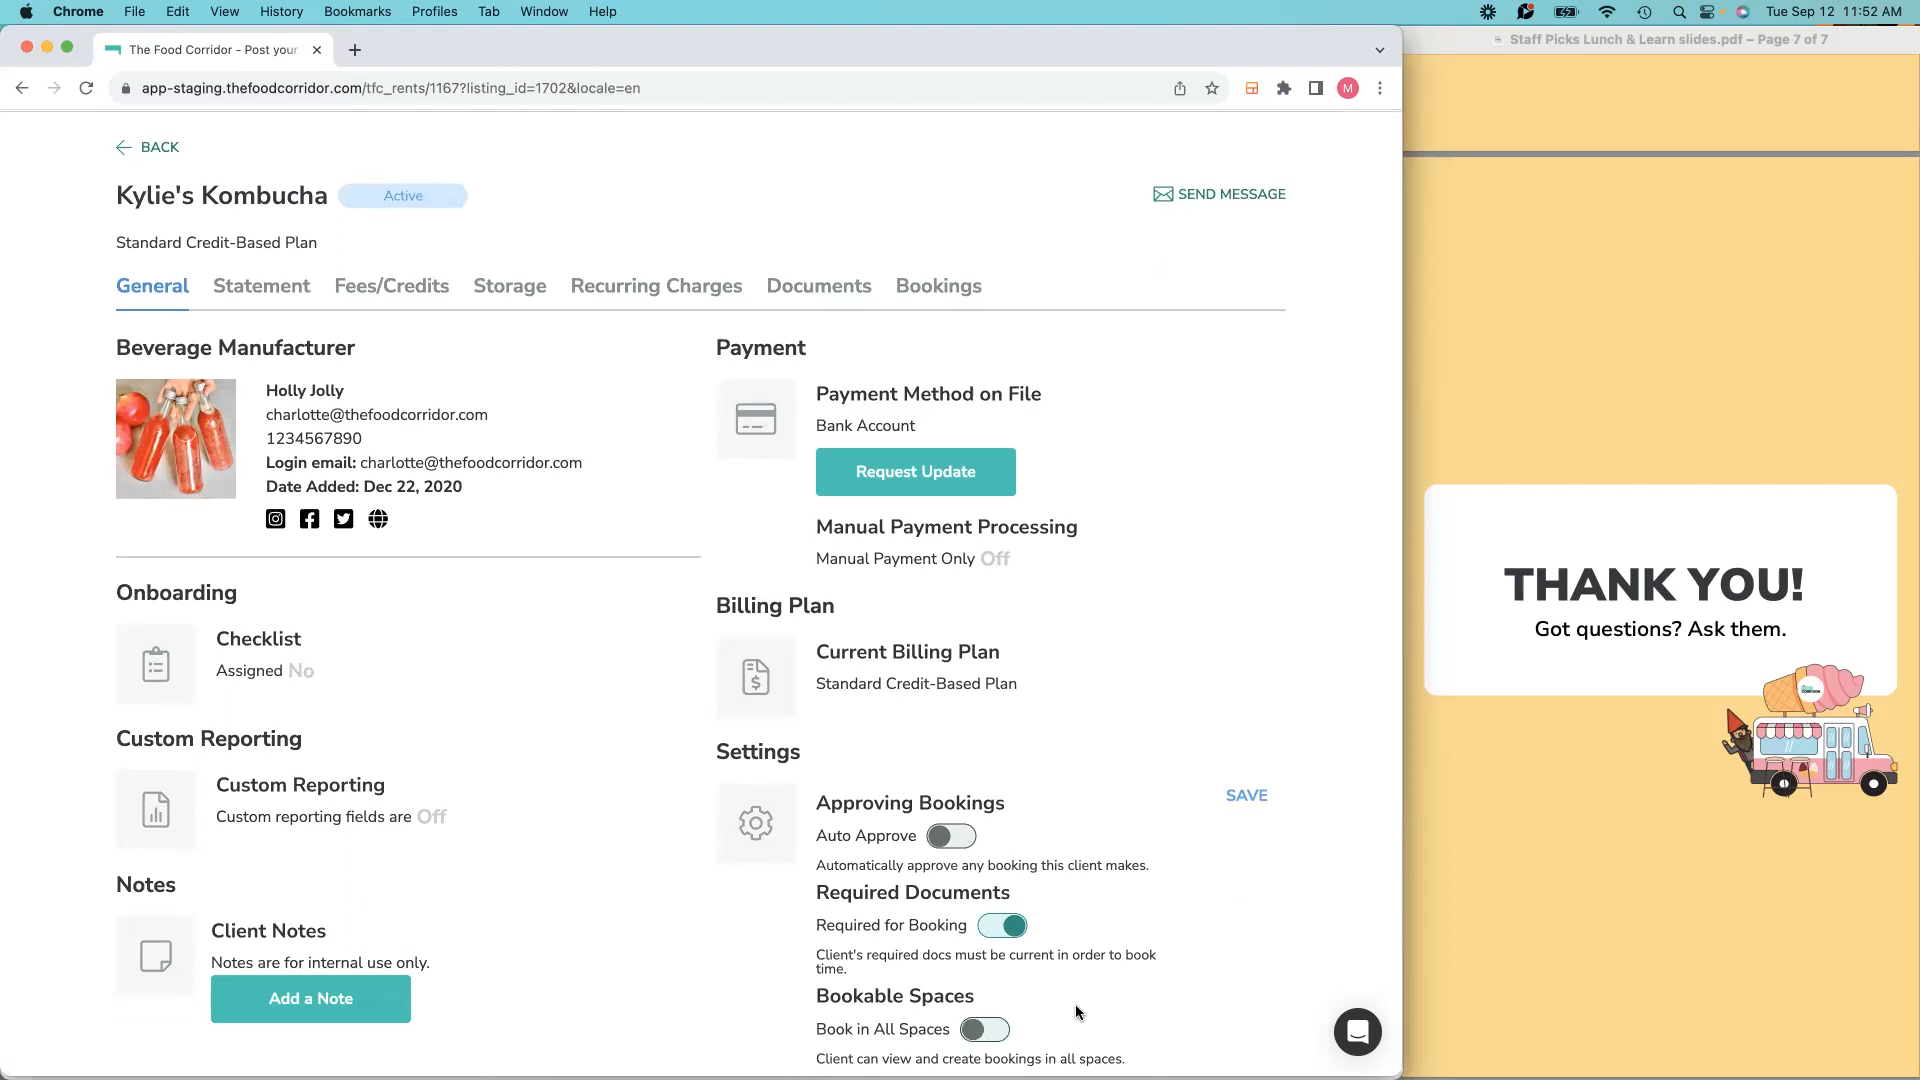 Chrome File Edit View History Bookmarks Profiles Tab Window Help
Tue Sep 12 11:52 AM
The Food Corridor - Post your
Staff Picks Lunch & Learn slides.pdf – Page 7 of 7
app-staging.thefoodcorridor.com/tfc_rents/1167?listing_id=1702&locale=en
M
BACK
Kylie's Kombucha Active
SEND MESSAGE
Standard Credit-Based Plan
General Statement Fees/Credits Storage Recurring Charges Documents Bookings
Beverage Manufacturer
Holly Jolly
charlotte@thefoodcorridor.com
1234567890
Login email: charlotte@thefoodcorridor.com
Date Added: Dec 22, 2020
Onboarding
Checklist
Assigned No
Custom Reporting
Custom Reporting
Custom reporting fields are Off
Notes
Client Notes
Notes are for internal use only.
Add a Note
Payment
Payment Method on File
Bank Account
Request Update
Manual Payment Processing
Manual Payment Only Off
Billing Plan
Current Billing Plan
Standard Credit-Based Plan
Settings
Approving Bookings
SAVE
Auto Approve
Automatically approve any booking this client makes.
Required Documents
Required for Booking
Client's required docs must be current in order to book
time.
Bookable Spaces
Book in All Spaces
Client can view and create bookings in all spaces.
THANK YOU!
Got questions? Ask them.